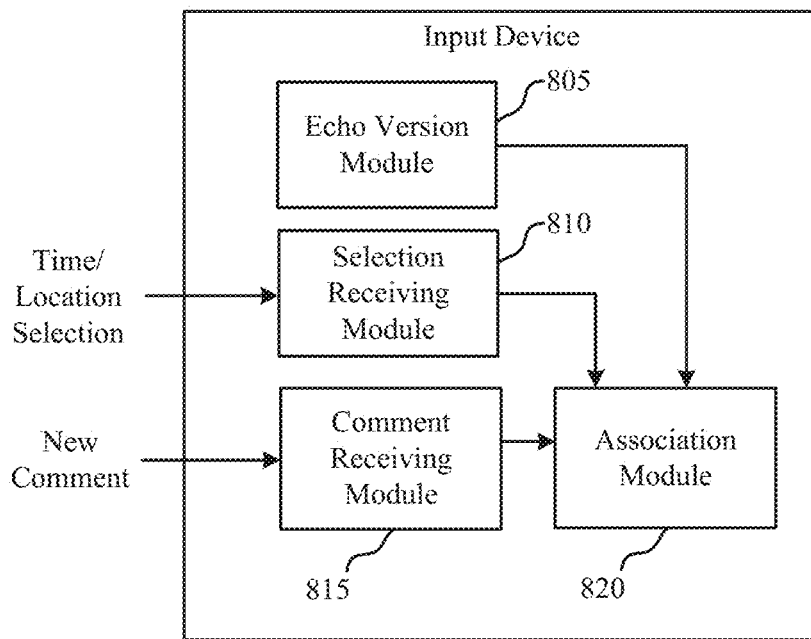 Input Device
805
Echo Version
Module
810
Time/
Location
Selection
Selection
Receiving
Module
New
Comment
Comment
Receiving
Module
Association
Module
815
820